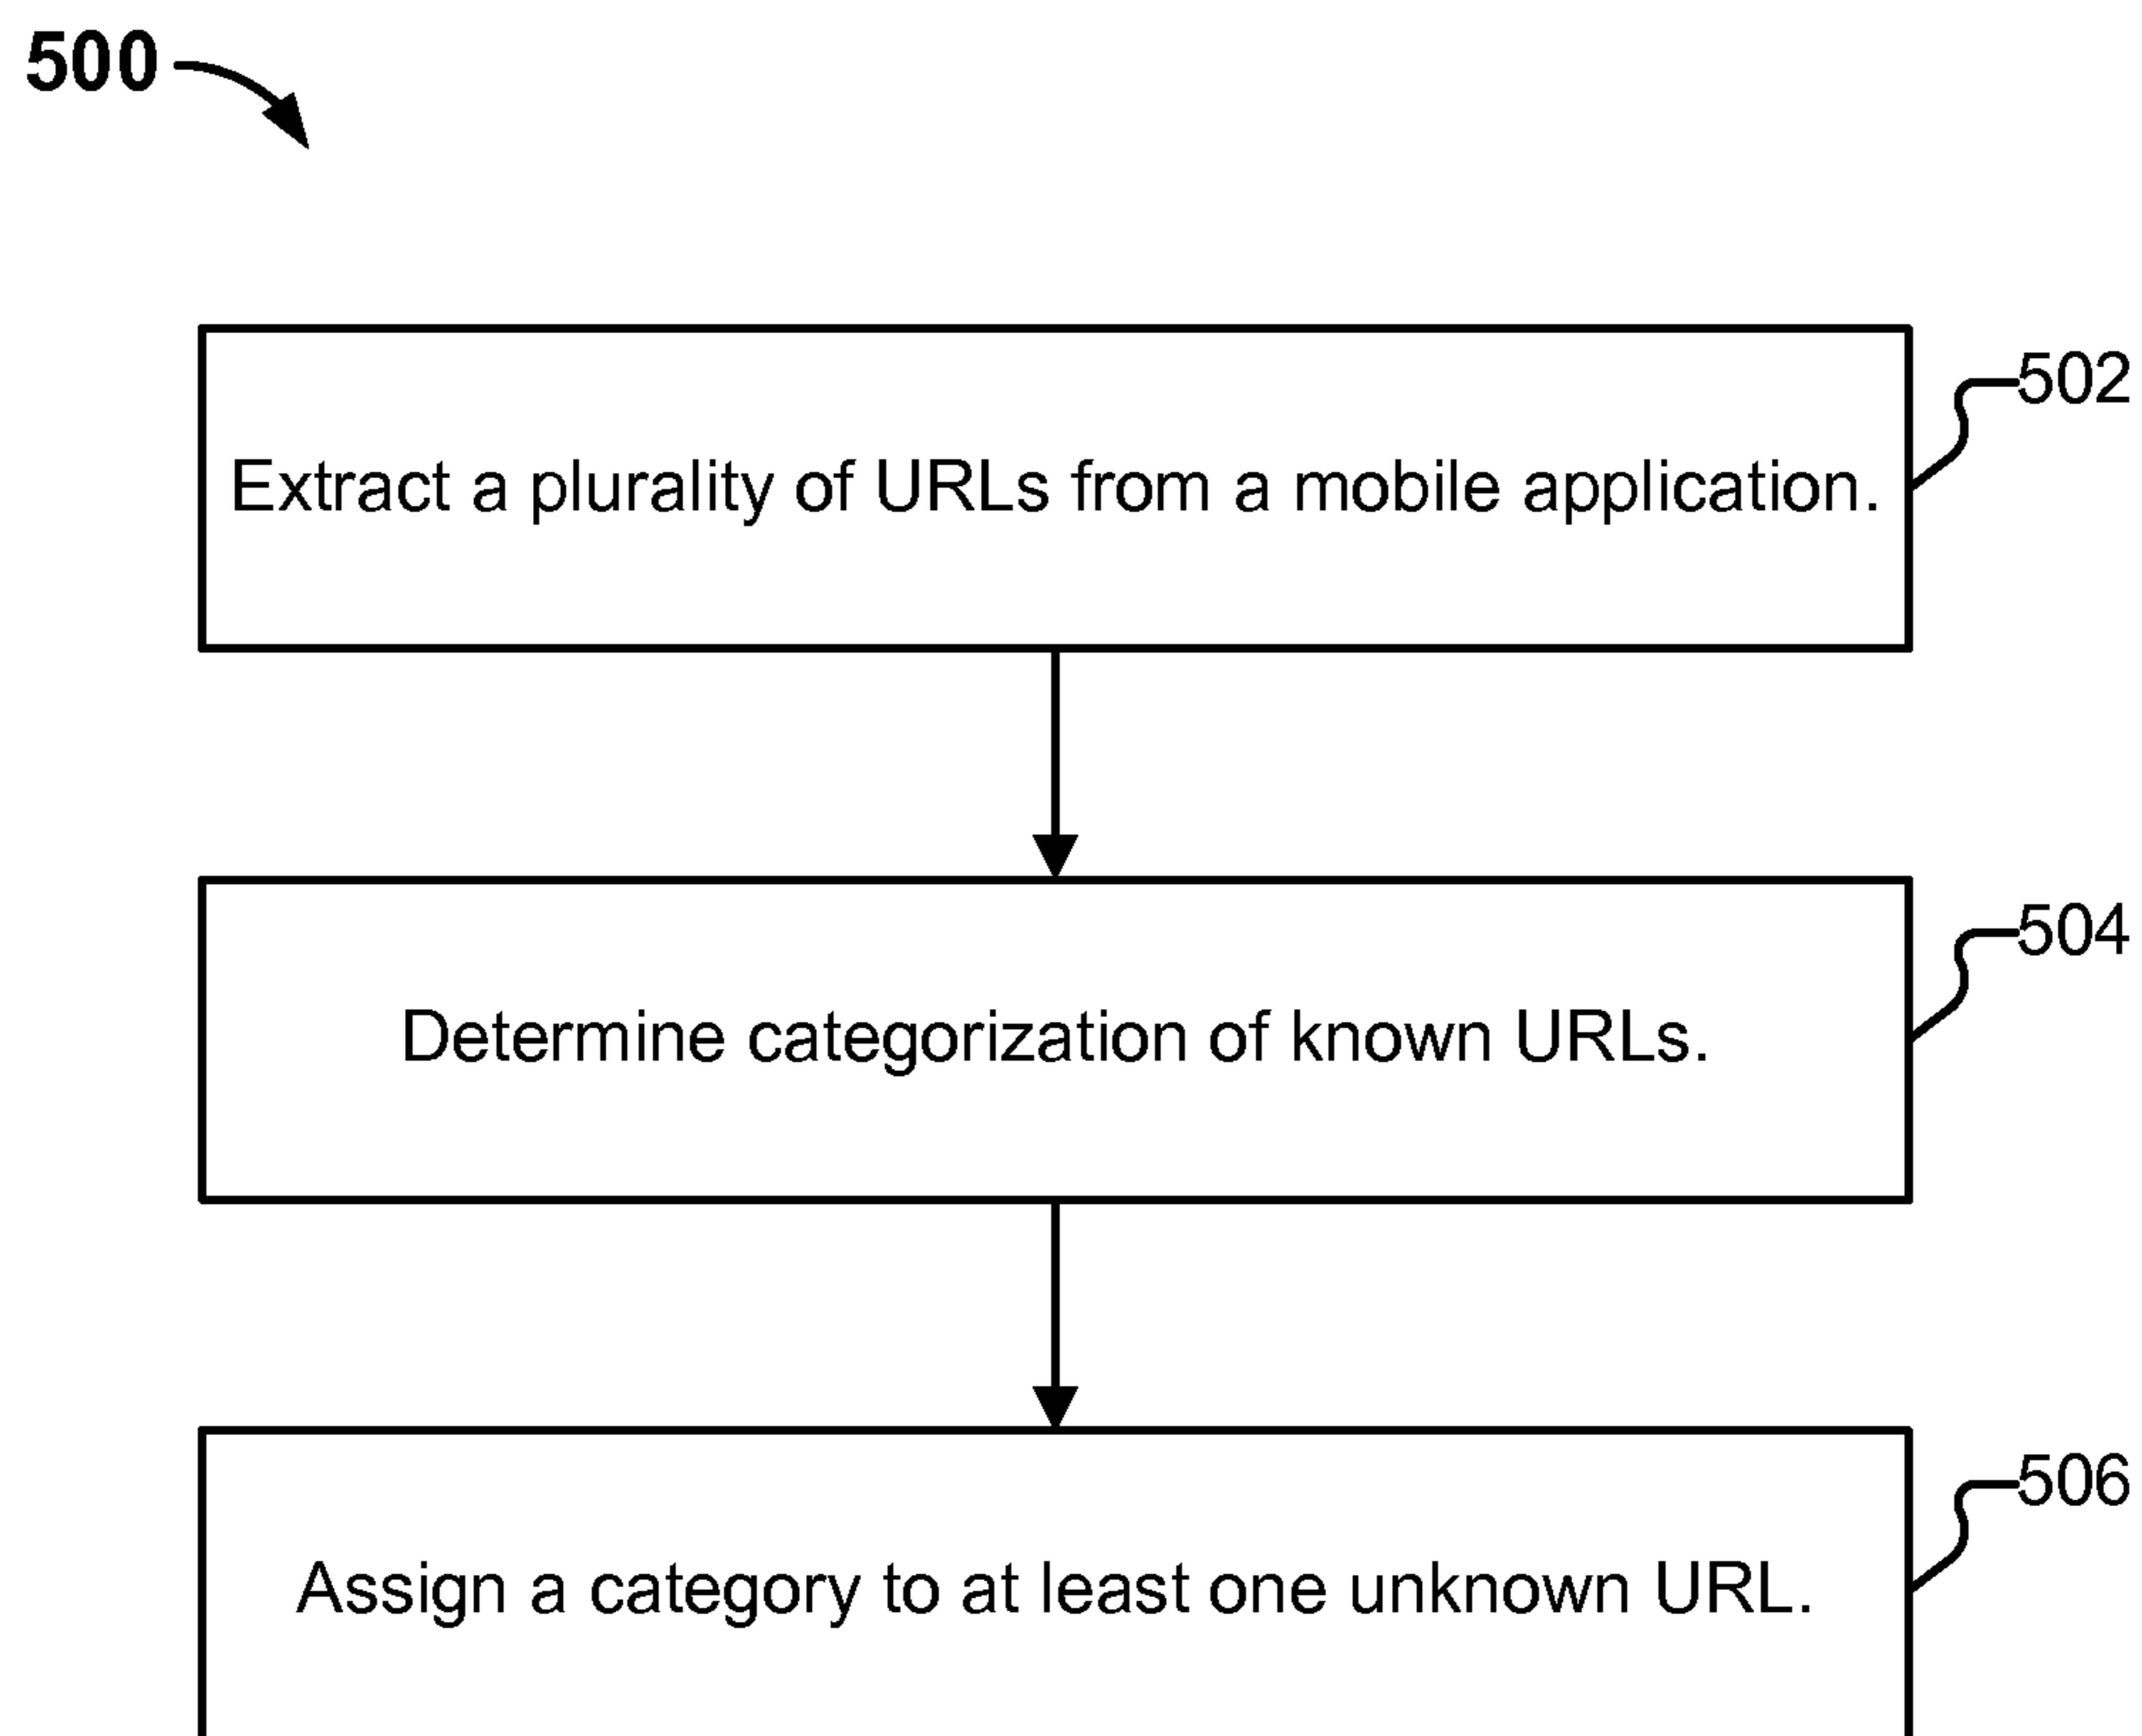 500
502
Extract a plurality of URLs from a mobile application.
504
Determine categorization of known URLs.
506
Assign a category to at least one unknown URL.